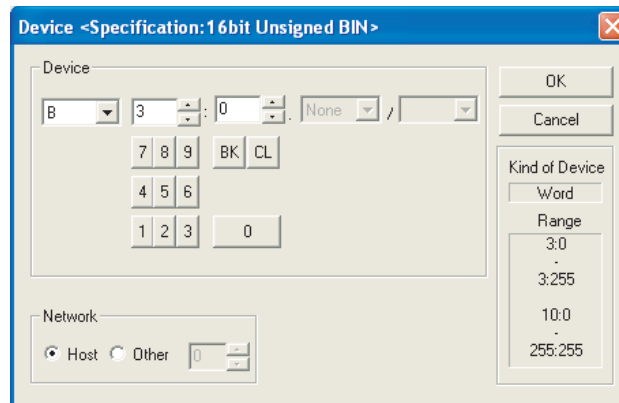 Device <Specification:16bit Unsigned BIN>
Device
B 3 : 0 . None /
7 8 9 BK CL
4 5 6
1 2 3 0
Network
Host Other 0
OK
Cancel
Kind of Device
Word
Range
3:0
-
3:255
10:0
-
255:255